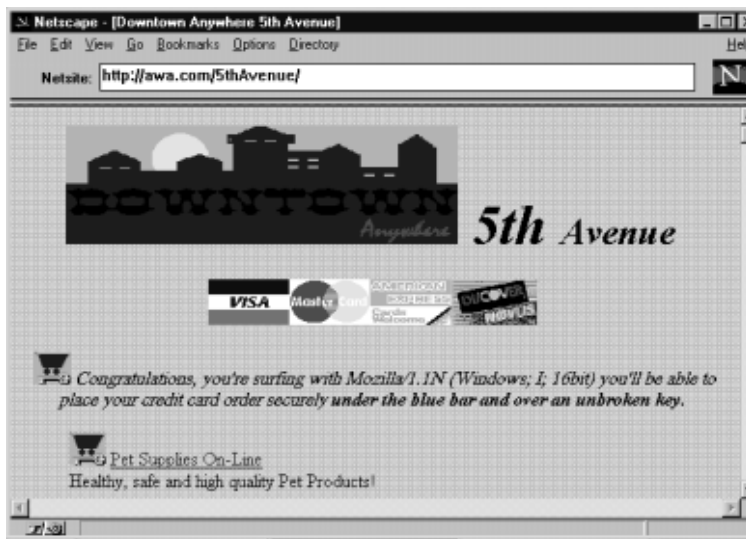 Netscape - [Downtown Anywhere 5th Avenue]
File Edit View Go Bookmarks Options Directory Hel
Netsite: http://awa.com/5thAvenue/
N
DOWNTOWN
Anywhere
5th Avenue
VISA MasterCard AMERICAN EXPRESS Cards Welcome DISCOVER NOVUS
Congratulations, you're surfing with Mozilla/1.1N (Windows; I; 16bit) you'll be able to
place your credit card order securely under the blue bar and over an unbroken key.
Pet Supplies On-Line
Healthy, safe and high quality Pet Products!